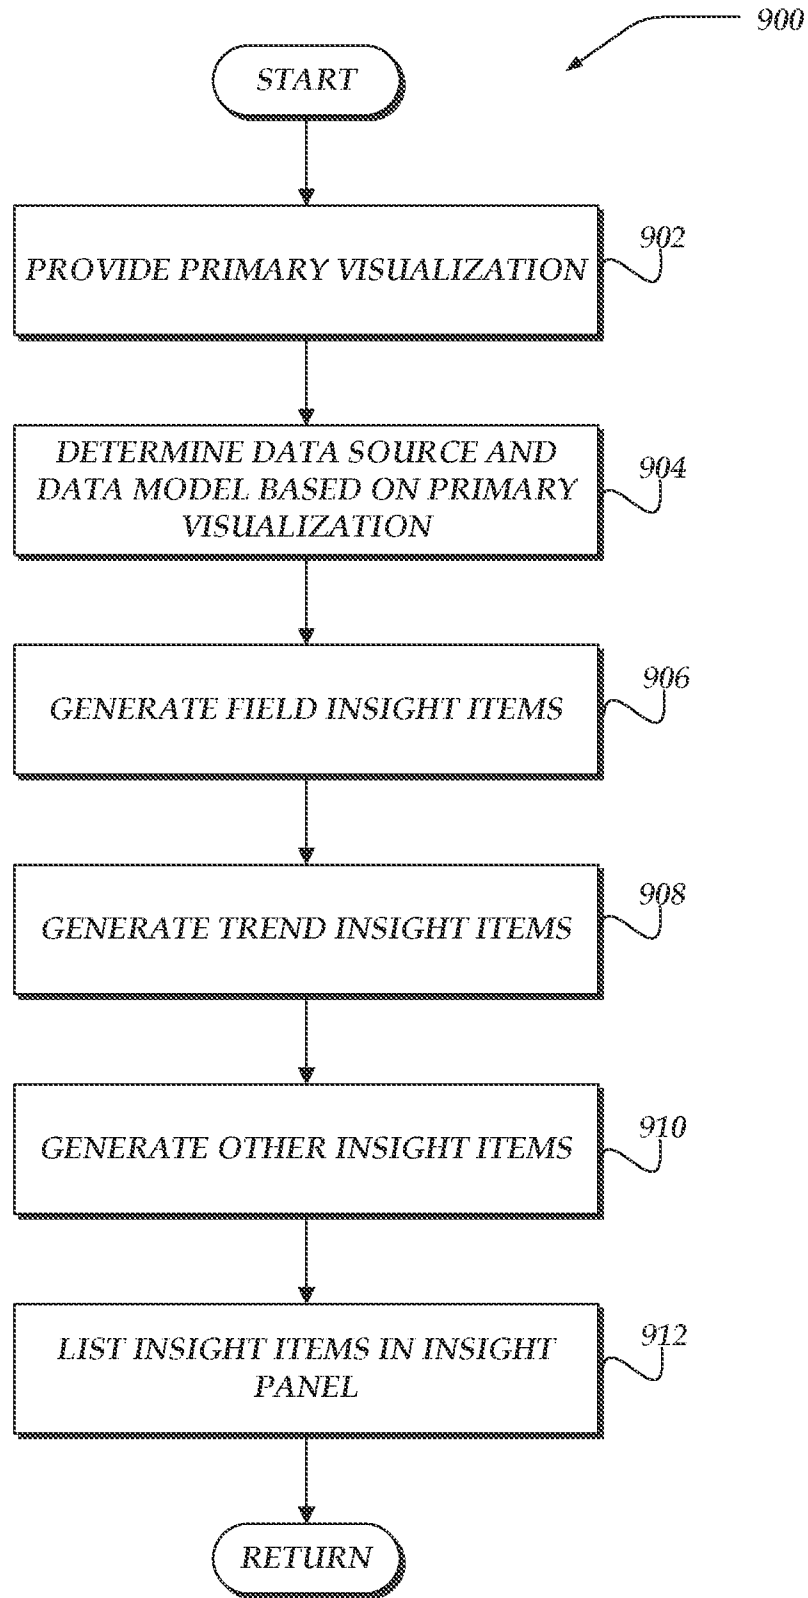 900
START
PROVIDE PRIMARY VISUALIZATION
902
DETERMINE DATA SOURCE AND
DATA MODEL BASED ON PRIMARY
VISUALIZATION
904
GENERATE FIELD INSIGHT ITEMS
906
GENERATE TREND INSIGHT ITEMS
908
GENERATE OTHER INSIGHT ITEMS
910
LIST INSIGHT ITEMS IN INSIGHT
PANEL
912
RETURN